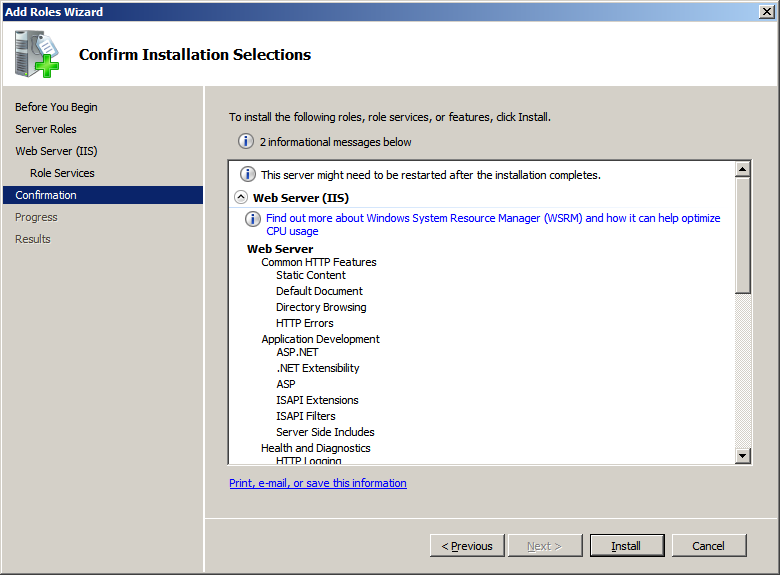 Add Roles Wizard
Confirm Installation Selections
Before You Begin
Server Roles
Web Server (IIS)
Role Services
Confirmation
Progress
Results
To install the following roles, role services, or features, click Install.
2 informational messages below
This server might need to be restarted after the installation completes.
Web Server (IIS)
Find out more about Windows System Resource Manager (WSRM) and how it can help optimize
CPU usage
Web Server
Common HTTP Features
Static Content
Default Document
Directory Browsing
HTTP Errors
Application Development
ASP.NET
.NET Extensibility
ASP
ISAPI Extensions
ISAPI Filters
Server Side Includes
Health and Diagnostics
HTTP Logging
Print, e-mail, or save this information
< Previous
Next >
Install
Cancel